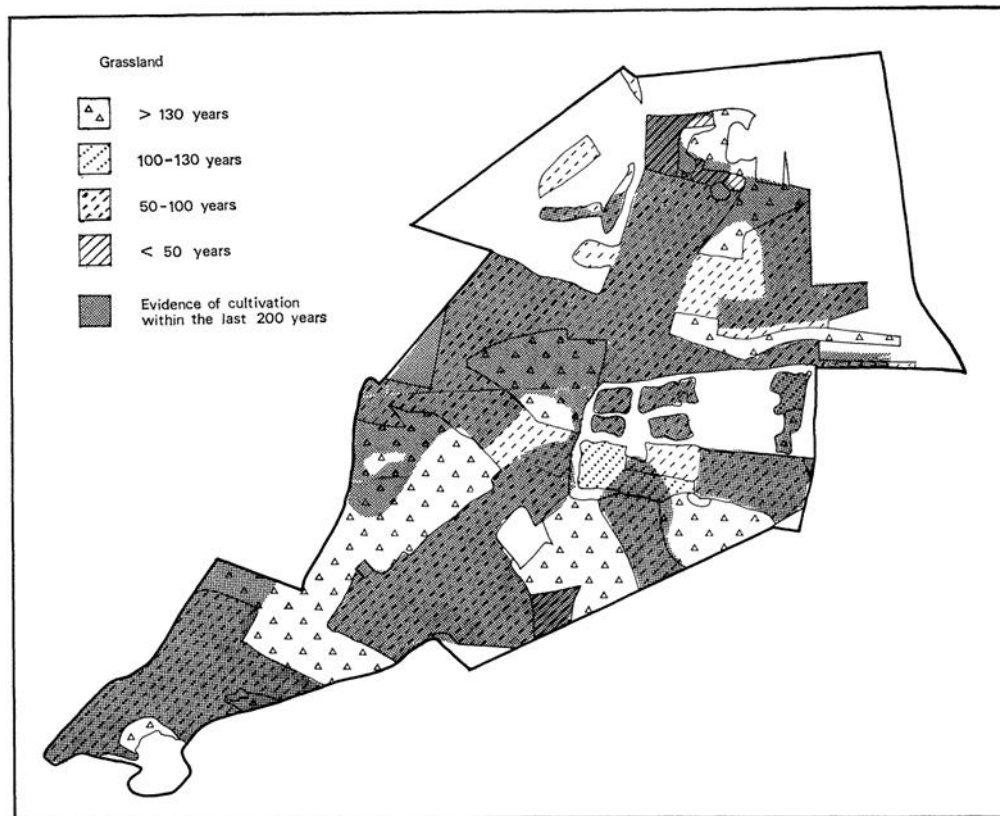 Grassland
> 130 years
100-130 years
50-100 years
< 50 years
Evidence of cultivation
within the last 200 years